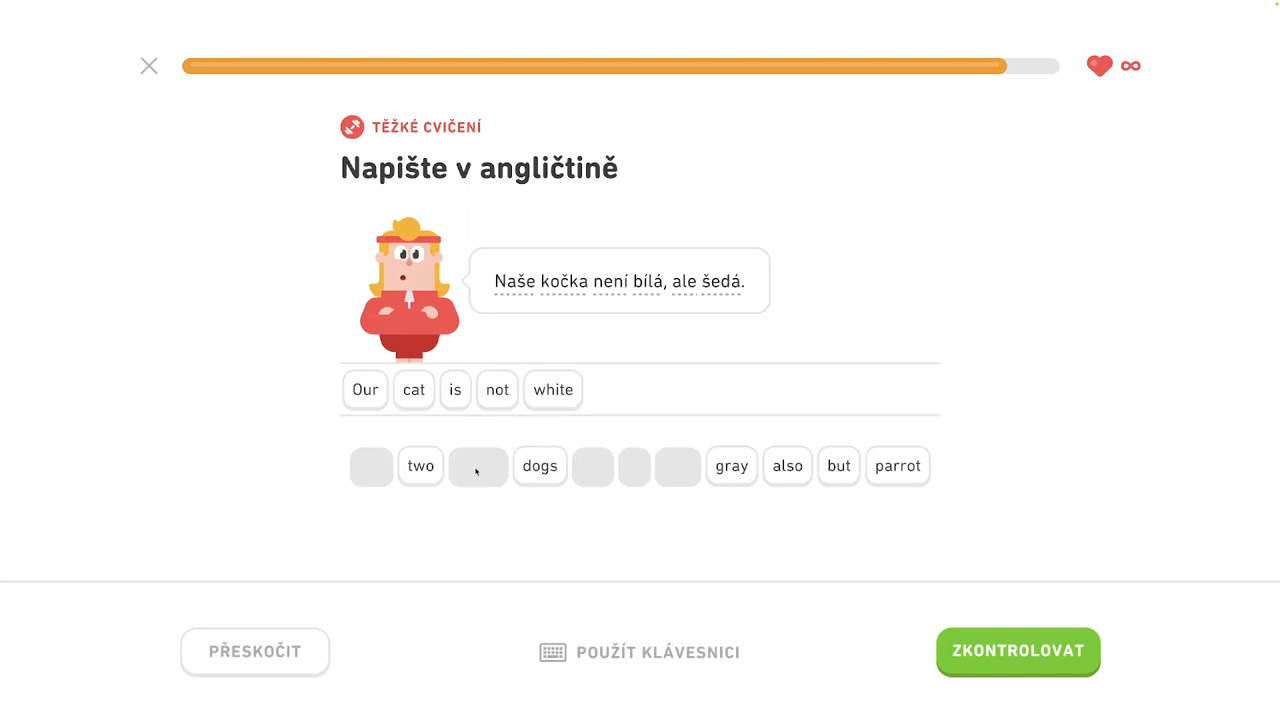 ∞
TĚŽKÉ CVIČENÍ
Napište v angličtině
Naše kočka není bílá, ale šedá.
Our cat is not white
two dogs gray also but parrot
PŘESKOČIT POUŽÍT KLÁVESNICI ZKONTROLOVAT